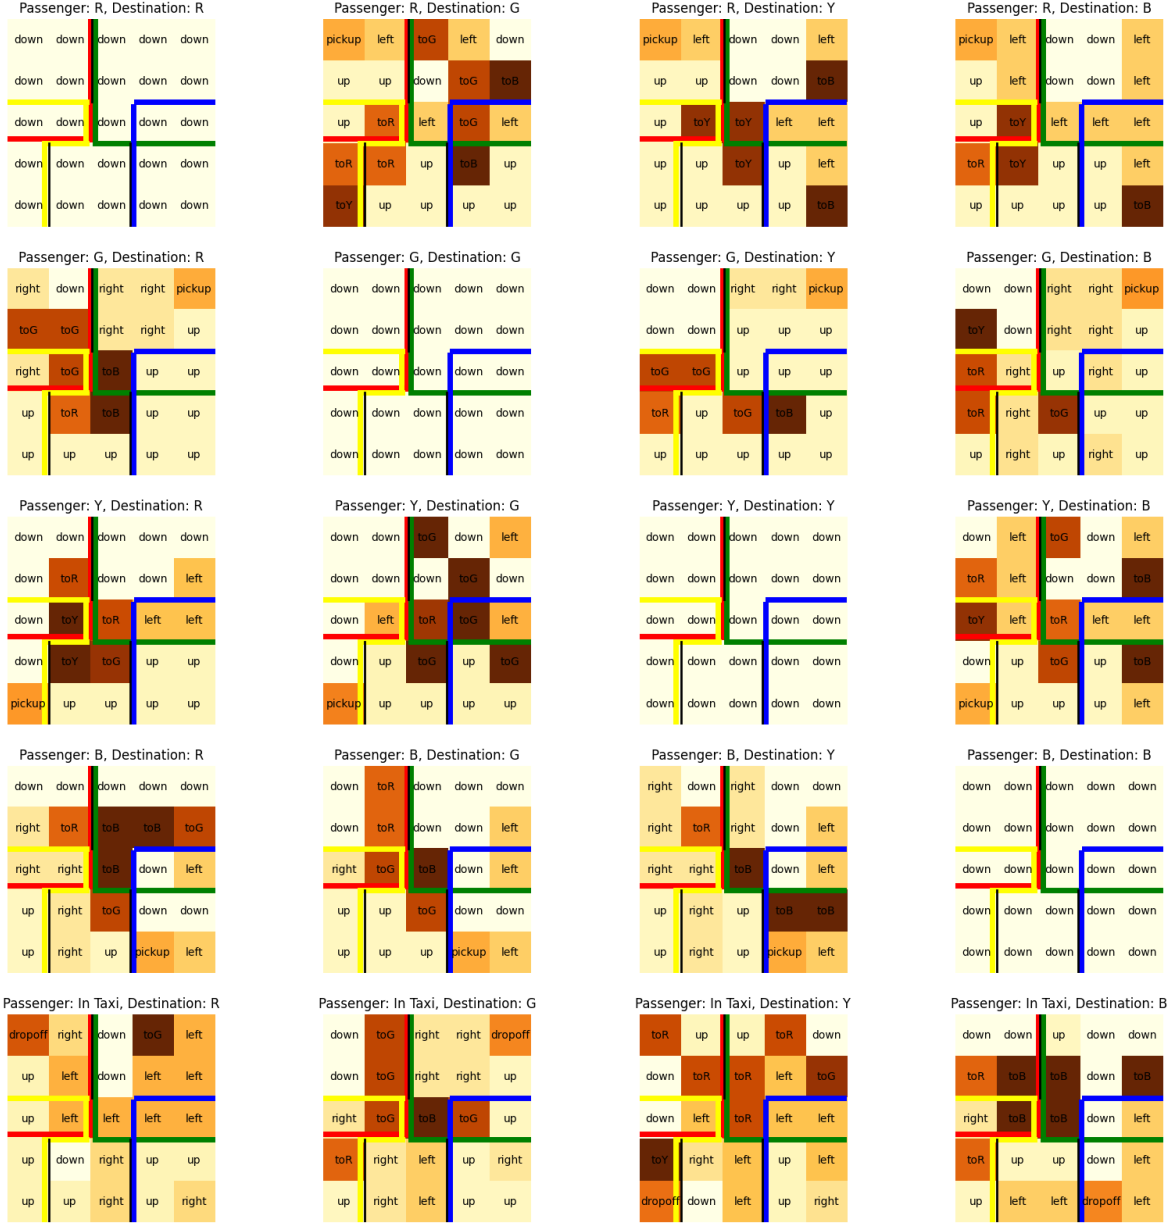 Passenger: R, Destination: R Passenger: R, Destination: G Passenger: R, Destination: Y Passenger: R, Destination: B
down down down down down pickup left toG left down pickup left down down left pickup left down down left
down down down down down up up down toG toB up up down down toB up left down down left
down down down down down up toR left toG left up toY toY left left up toY left left left
down down down down down toR toR up toB up up up toY up left toR toY up up left
down down down down down toY up up up up up up up up toB up up up up toB
Passenger: G, Destination: R Passenger: G, Destination: G Passenger: G, Destination: Y Passenger: G, Destination: B
right down right right pickup down down down down down down down right right pickup down down right right pickup
toG toG right right up down down down down down down down up up up toY down right right up
right toG toB up up down down down down down toG toG up up up toR right up right up
up toR toB up up down down down down down toR up toG toB up toR right toG up up
up up up up up down down down down down up up up up up up right up right up
Passenger: Y, Destination: R Passenger: Y, Destination: G Passenger: Y, Destination: Y Passenger: Y, Destination: B
down down down down down down down toG down left down down down down down down left toG down left
down toR down down left down down down toG down down down down down down toR left down down toB
down toY toR left left down left toR toG left down down down down down toY left toR left left
down toY toG up up down up toG up toG down down down down down down up toG up toB
pickup up up up up pickup up up up up down down down down down pickup up up up left
Passenger: B, Destination: R Passenger: B, Destination: G Passenger: B, Destination: Y Passenger: B, Destination: B
down down down down down down toR down down down right down right down down down down down down down
right toR toB toB toG down toR down down left right toR right down left down down down down down
right right toB down left right toG toB down left right right toB down left down down down down down
up right toG down down up up toG down down up right up toB toB down down down down down
up right up pickup left up up up pickup left up right up pickup left down down down down down
Passenger: In Taxi, Destination: R Passenger: In Taxi, Destination: G Passenger: In Taxi, Destination: Y Passenger: In Taxi, Destination: B
dropoff right down toG left down toG right right dropoff toR up up toR down down down up down down
up left down left left down toG right right up down toR toR left toG toR toB toB down toB
up left left left left right toG toB toG up down left toR left left right toB toB down left
up down right up up toR right left up right toY right left up up toR up up down left
up up right up right up right left up up dropoff down left up right up left left dropoff left